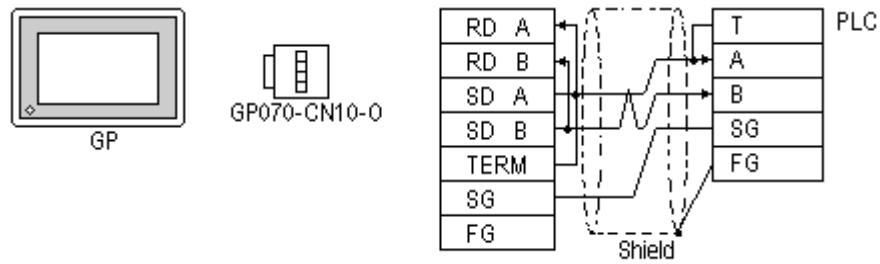 GP
GP070-CN10-0
RD A
RD B
SD A
SD B
TERM
SG
FG
Shield
T
A
B
SG
FG
PLC